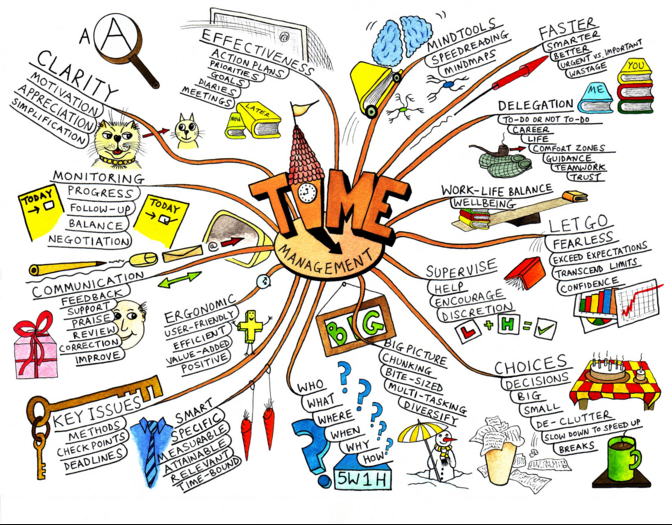 A A
CLARITY
MOTIVATION
APPRECIATION
SIMPLIFICATION
EFFECTIVENESS
ACTION PLANS
PRIORITIES
GOALS
DIARIES
MEETINGS
@
NOW
LATER
MINDTOOLS
SPEEDREADING
MINDMAPS
FASTER
SMARTER
BETTER
URGENT VS IMPORTANT
WASTAGE
ME
YOU
DELEGATION
TO-DO OR NOT TO-DO
CAREER
LIFE
COMFORT ZONES
GUIDANCE
TEAMWORK
TRUST
MONITORING
PROGRESS
FOLLOW-UP
BALANCE
NEGOTIATION
TODAY
TODAY
TIME
MANAGEMENT
WORK-LIFE BALANCE
WELLBEING
LET GO
FEARLESS
EXCEED EXPECTATIONS
TRANSCEND LIMITS
CONFIDENCE
@
COMMUNICATION
FEEDBACK
SUPPORT
PRAISE
REVIEW
CORRECTION
IMPROVE
ERGONOMIC
USER-FRIENDLY
EFFICIENT
VALUE-ADDED
POSITIVE
SUPERVISE
HELP
ENCOURAGE
DISCRETION
L + H = ✓
BIG
BIG PICTURE
CHUNKING
BITE-SIZED
MULTI-TASKING
DIVERSIFY
CHOICES
DECISIONS
BIG
SMALL
DE-CLUTTER
SLOW DOWN TO SPEED UP
BREAKS
KEY ISSUES
METHODS
CHECK POINTS
DEADLINES
SMART
SPECIFIC
MEASURABLE
ATTAINABLE
RELEVANT
TIME-BOUND
WHO
WHAT
WHERE
WHEN
WHY
HOW
? ? ? ? ? ? ?
5W1H